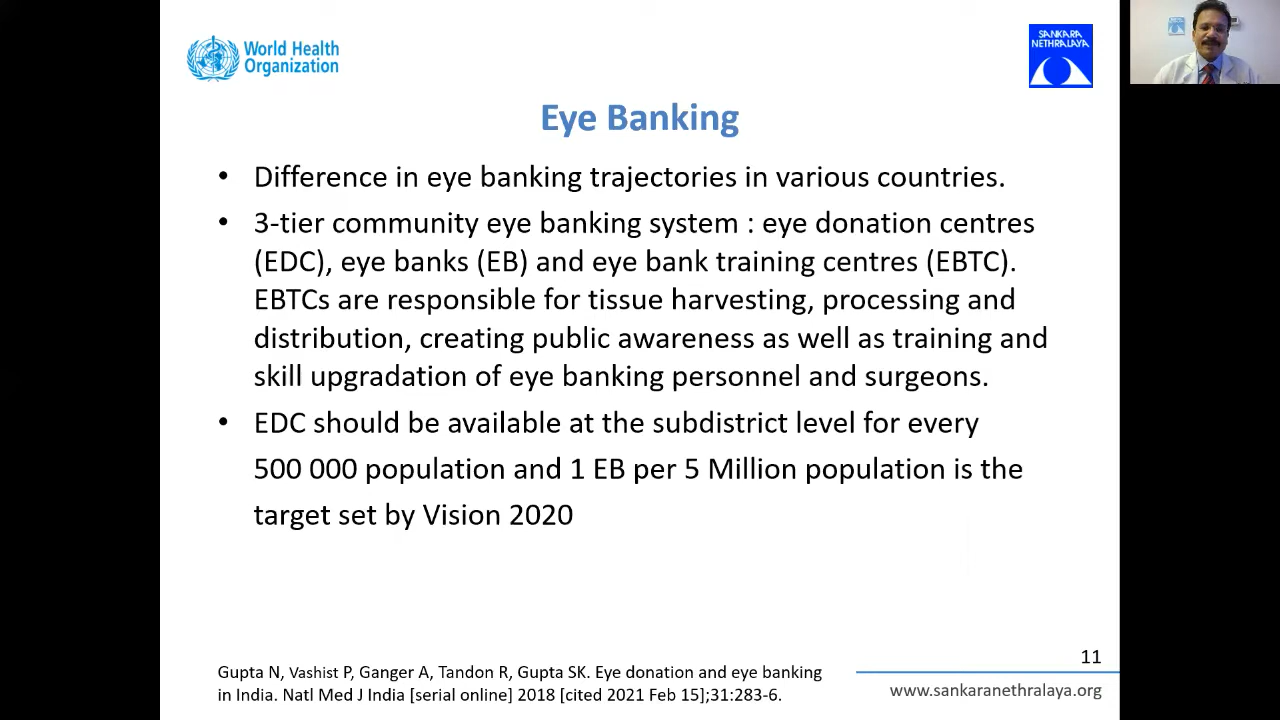 World Health
Organization
SANKARA
NETHRALAYA
Eye Banking
• Difference in eye banking trajectories in various countries.
• 3-tier community eye banking system : eye donation centres
(EDC), eye banks (EB) and eye bank training centres (EBTC).
EBTCs are responsible for tissue harvesting, processing and
distribution, creating public awareness as well as training and
skill upgradation of eye banking personnel and surgeons.
• EDC should be available at the subdistrict level for every
500 000 population and 1 EB per 5 Million population is the
target set by Vision 2020
Gupta N, Vashist P, Ganger A, Tandon R, Gupta SK. Eye donation and eye banking
in India. Natl Med J India [serial online] 2018 [cited 2021 Feb 15];31:283-6.
11
www.sankaranethralaya.org